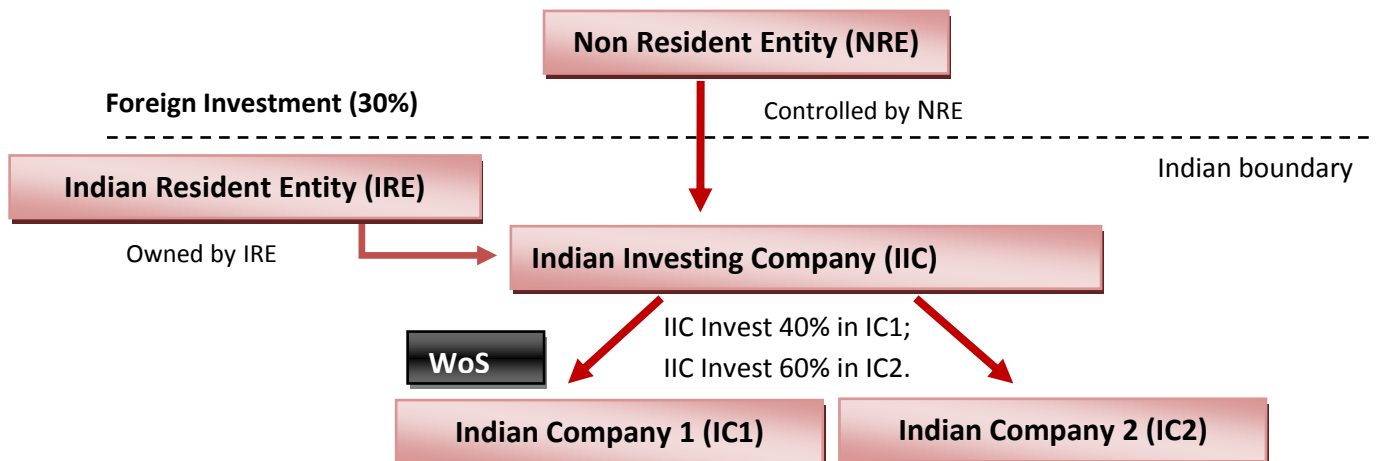 Non Resident Entity (NRE)
Foreign Investment (30%)
Controlled by NRE
Indian boundary
Indian Resident Entity (IRE)
Owned by IRE
Indian Investing Company (IIC)
IIC Invest 40% in IC1;
IIC Invest 60% in IC2.
WoS
Indian Company 1 (IC1)
Indian Company 2 (IC2)